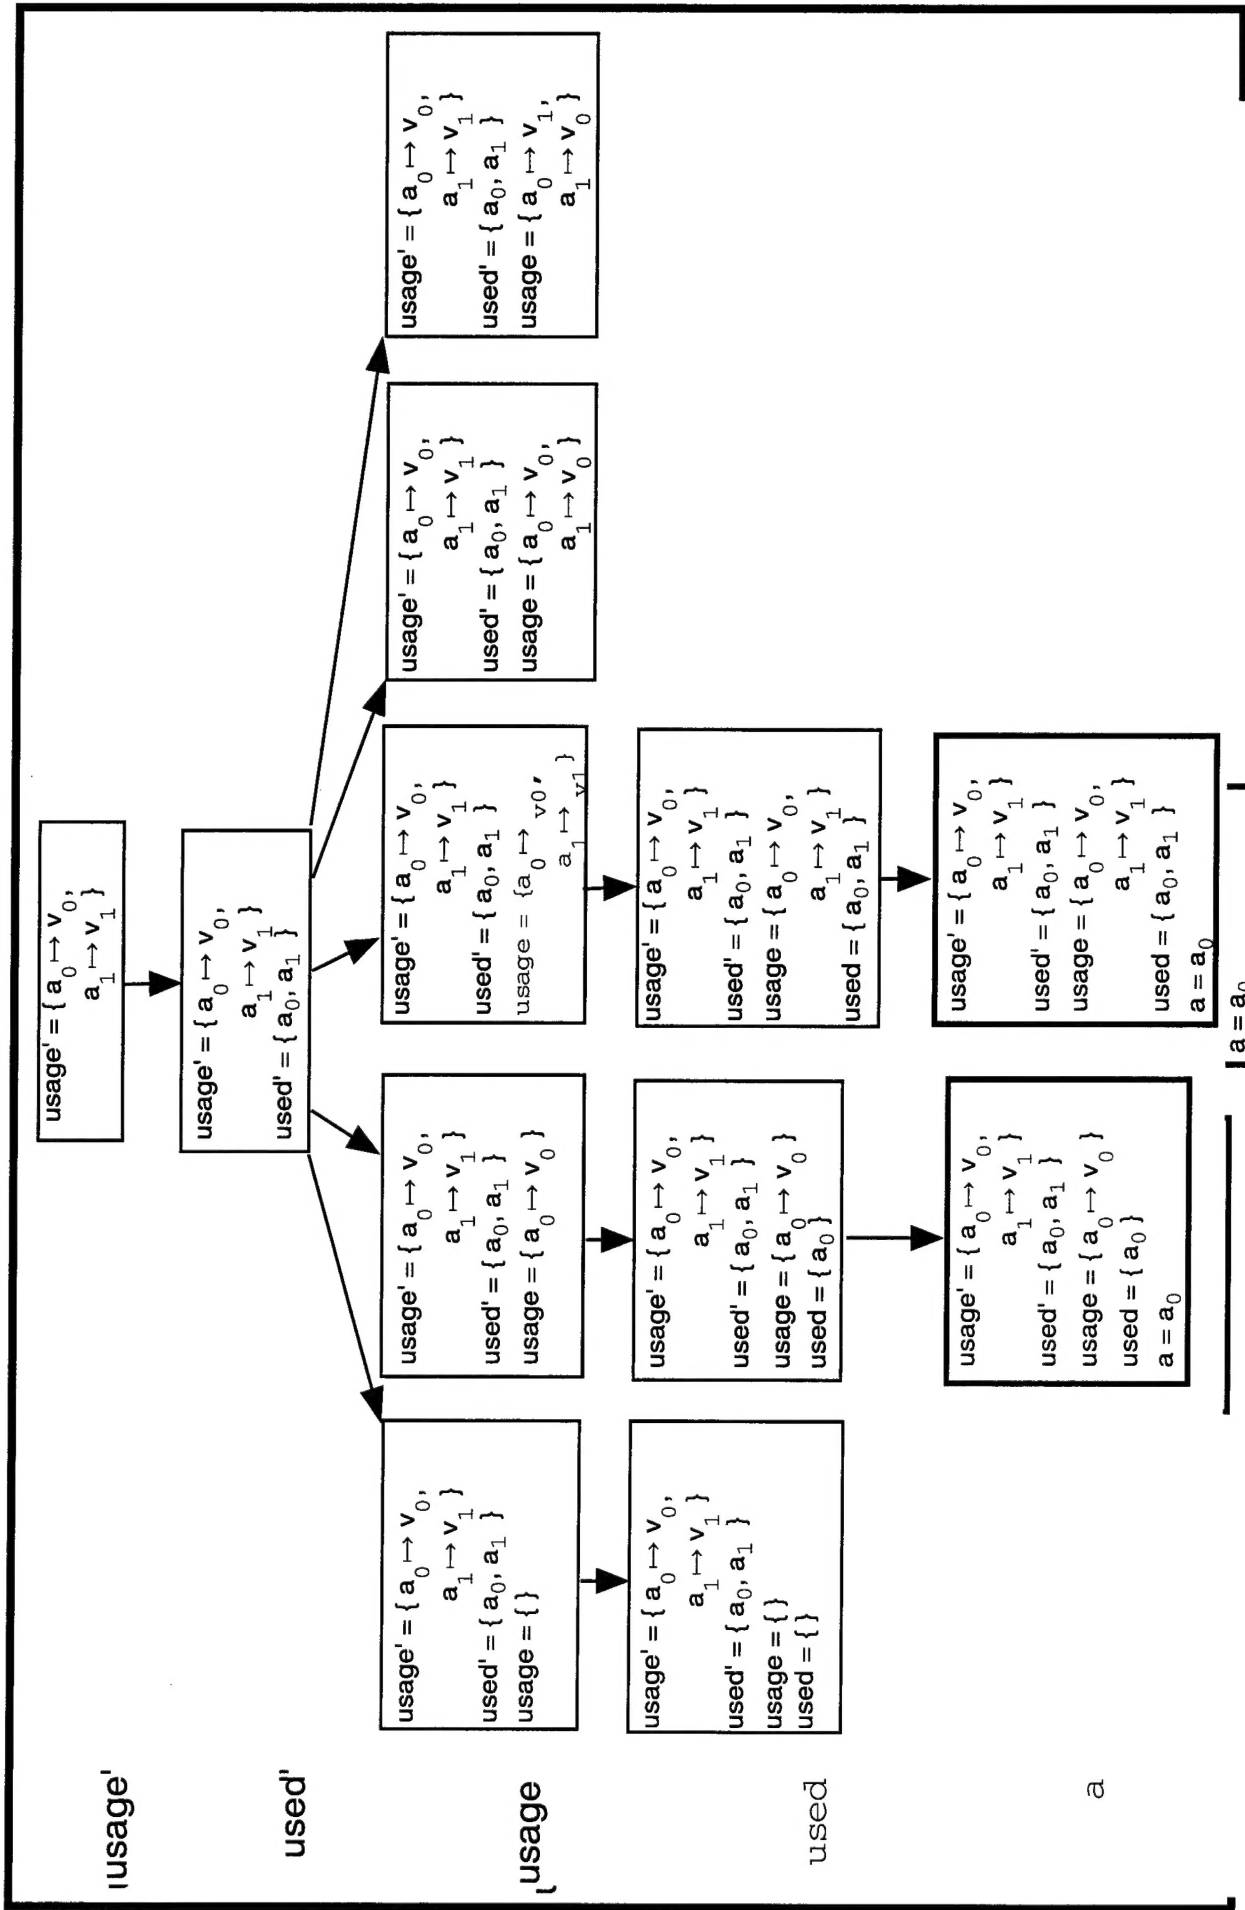 usage'
usage' = { a0 ↦ v0,
a1 ↦ v1 }
used'
usage' = { a0 ↦ v0,
a1 ↦ v1 }
used' = { a0, a1 }
usage
usage' = { a0 ↦ v0,
a1 ↦ v1 }
used' = { a0, a1 }
usage = { }
usage' = { a0 ↦ v0,
a1 ↦ v1 }
used' = { a0, a1 }
usage = { a0 ↦ v0 }
usage' = { a0 ↦ v0,
a1 ↦ v1 }
used' = { a0, a1 }
usage = {a0 ↦ v0,
a1 ↦ v1 }
usage' = { a0 ↦ v0,
a1 ↦ v1 }
used' = { a0, a1 }
usage = { a0 ↦ v0,
a1 ↦ v0 }
usage' = { a0 ↦ v0,
a1 ↦ v1 }
used' = { a0, a1 }
usage = { a0 ↦ v1,
a1 ↦ v0 }
used
usage' = { a0 ↦ v0,
a1 ↦ v1 }
used' = { a0, a1 }
usage = { }
used = { }
usage' = { a0 ↦ v0,
a1 ↦ v1 }
used' = { a0, a1 }
usage = { a0 ↦ v0 }
used = { a0 }
usage' = { a0 ↦ v0,
a1 ↦ v1 }
used' = { a0, a1 }
usage = { a0 ↦ v0,
a1 ↦ v1 }
used = { a0, a1 }
a
usage' = { a0 ↦ v0,
a1 ↦ v1 }
used' = { a0, a1 }
usage = { a0 ↦ v0 }
used = { a0 }
a = a0
usage' = { a0 ↦ v0,
a1 ↦ v1 }
used' = { a0, a1 }
usage = { a0 ↦ v0,
a1 ↦ v1 }
used = { a0, a1 }
a = a0
a = a0